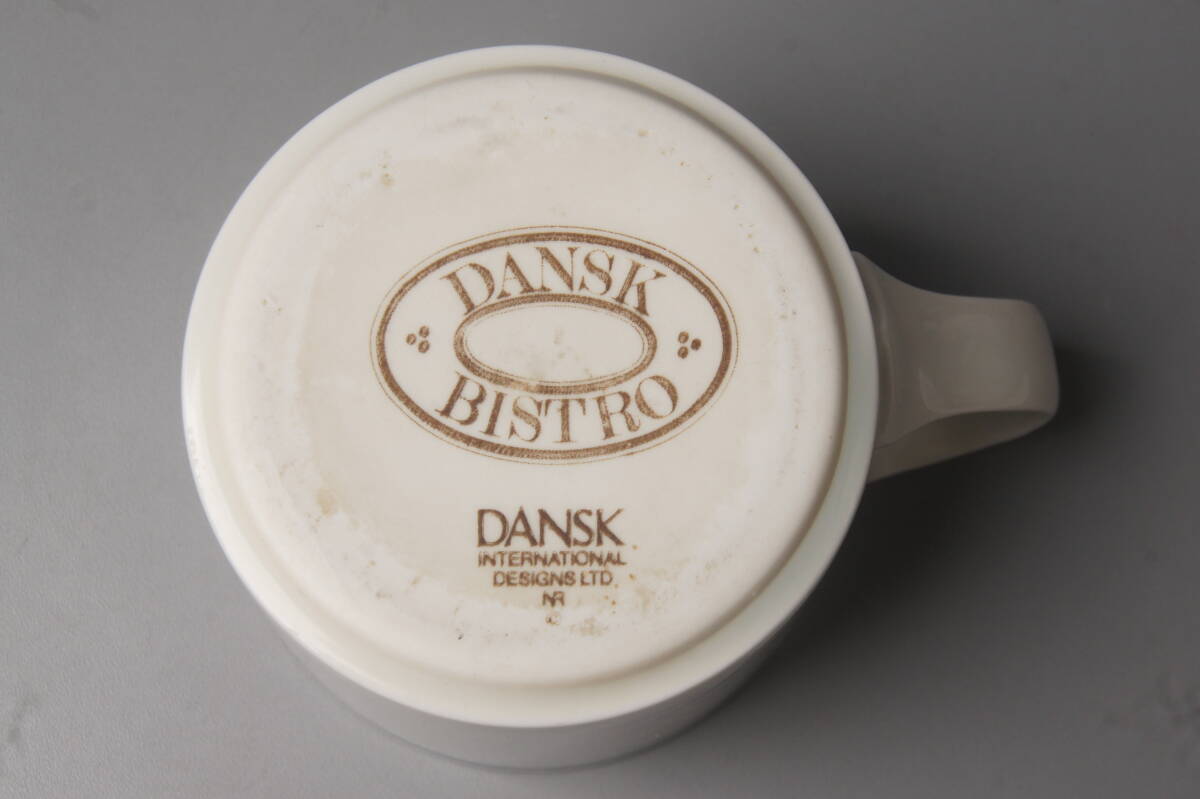 DANSK
BISTRO
DANSK
INTERNATIONAL
DESIGNS LTD
NR